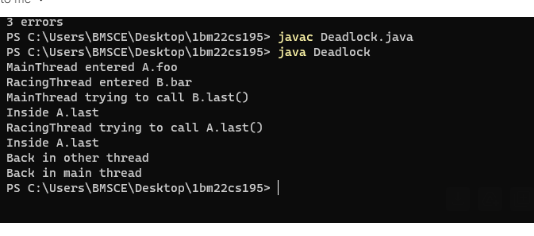 to me
3 errors
PS C:\Users\BMSCE\Desktop\1bm22cs195> javac Deadlock.java
PS C:\Users\BMSCE\Desktop\1bm22cs195> java Deadlock
MainThread entered A.foo
RacingThread entered B.bar
MainThread trying to call B.last()
Inside A.last
RacingThread trying to call A.last()
Inside A.last
Back in other thread
Back in main thread
PS C:\Users\BMSCE\Desktop\1bm22cs195>